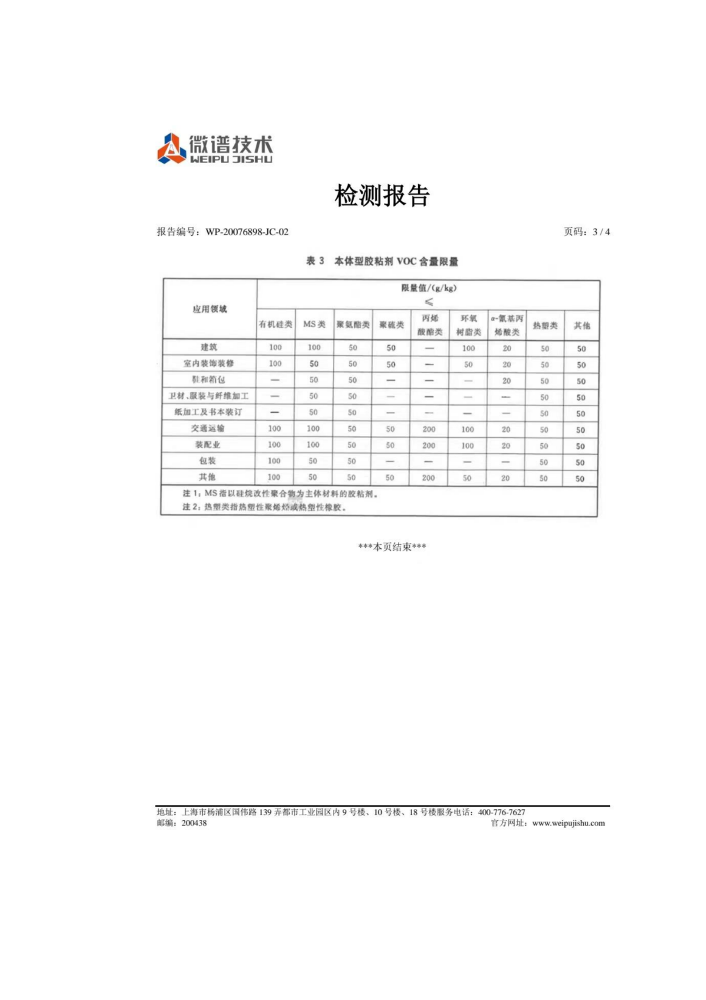 微谱技术
WEIPU JISHU
检测报告
报告编号：WP-20076898-JC-02 页码：3 / 4
表 3 本体型胶粘剂 VOC 含量限量
应用领域 限量值/(g/kg)
≤
有机硅类 MS 类 聚氨酯类 聚硫类 丙烯酸酯类 环氧树脂类 α-氰基丙烯酸类 热塑类 其他
建筑 100 100 50 50 — 100 20 50 50
室内装饰装修 100 50 50 50 — 50 20 50 50
鞋和箱包 — 50 50 — — — 20 50 50
卫材、服装与纤维加工 — 50 50 — — — — 50 50
纸加工及书本装订 — 50 50 — — — — 50 50
交通运输 100 100 50 50 200 100 20 50 50
装配业 100 100 50 50 200 100 20 50 50
包装 100 50 50 — — — — 50 50
其他 100 50 50 50 200 50 20 50 50
注 1：MS 指以硅烷改性聚合物为主体材料的胶粘剂。
注 2：热塑类指热塑性聚烯烃或热塑性橡胶。
***本页结束***
地址：上海市杨浦区国伟路 139 弄都市工业园区内 9 号楼、10 号楼、18 号楼服务电话：400-776-7627
邮编：200438 官方网址：www.weipujishu.com